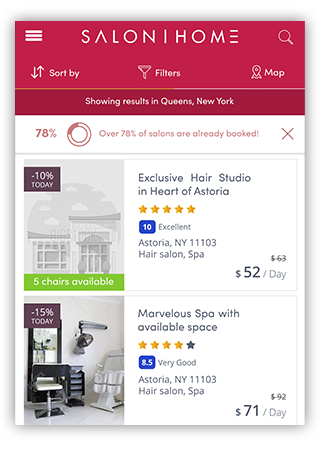 SALON|HOME
Sort by Filters Map
Showing results in Queens, New York
78% Over 78% of salons are already booked!
-10%
TODAY
Exclusive Hair Studio
in Heart of Astoria
10 Excellent
Astoria, NY 11103
Hair salon, Spa
$ 63
$ 52 / Day
5 chairs available
-15%
TODAY
Marvelous Spa with
available space
8.5 Very Good
Astoria, NY 11103
Hair salon, Spa
$ 92
$ 71 / Day